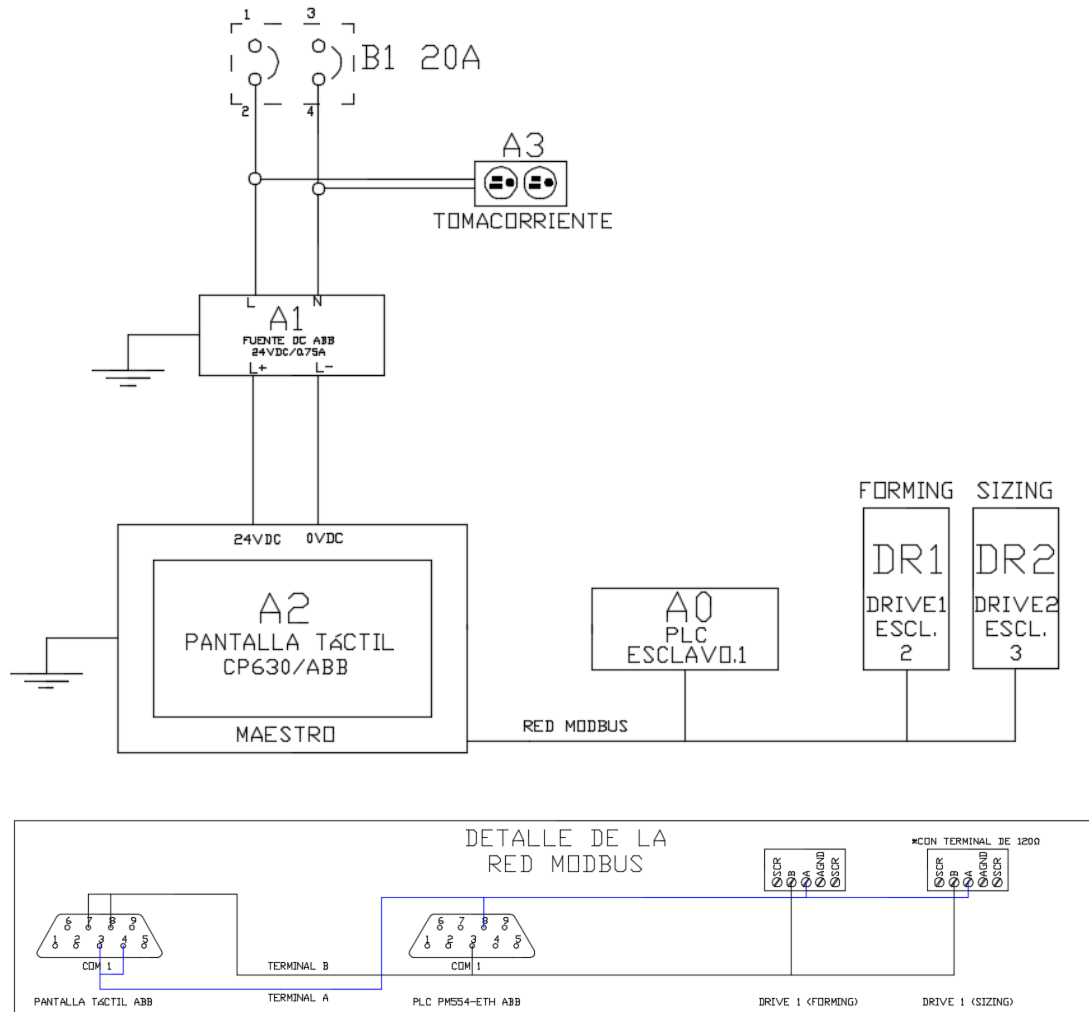 1 3
B1 20A
2 4
A3
TOMACORRIENTE
L N
A1
FUENTE DC ABB
24VDC/0.75A
L+ L-
24VDC 0VDC
A2
PANTALLA TáCTIL
CP630/ABB
MAESTRO
RED MODBUS
A0
PLC
ESCLAVO.1
FORMING SIZING
DR1
DRIVE1
ESCL.
2
DR2
DRIVE2
ESCL.
3
DETALLE DE LA
RED MODBUS
*CON TERMINAL DE 120Ω
SCR B A AGND SCR
SCR B A AGND SCR
6 7 8 9
1 2 3 4 5
COM 1
6 7 8 9
1 2 3 4 5
COM 1
TERMINAL B
TERMINAL A
PANTALLA TáCTIL ABB
PLC PM554-ETH ABB
DRIVE 1 (FORMING)
DRIVE 1 (SIZING)